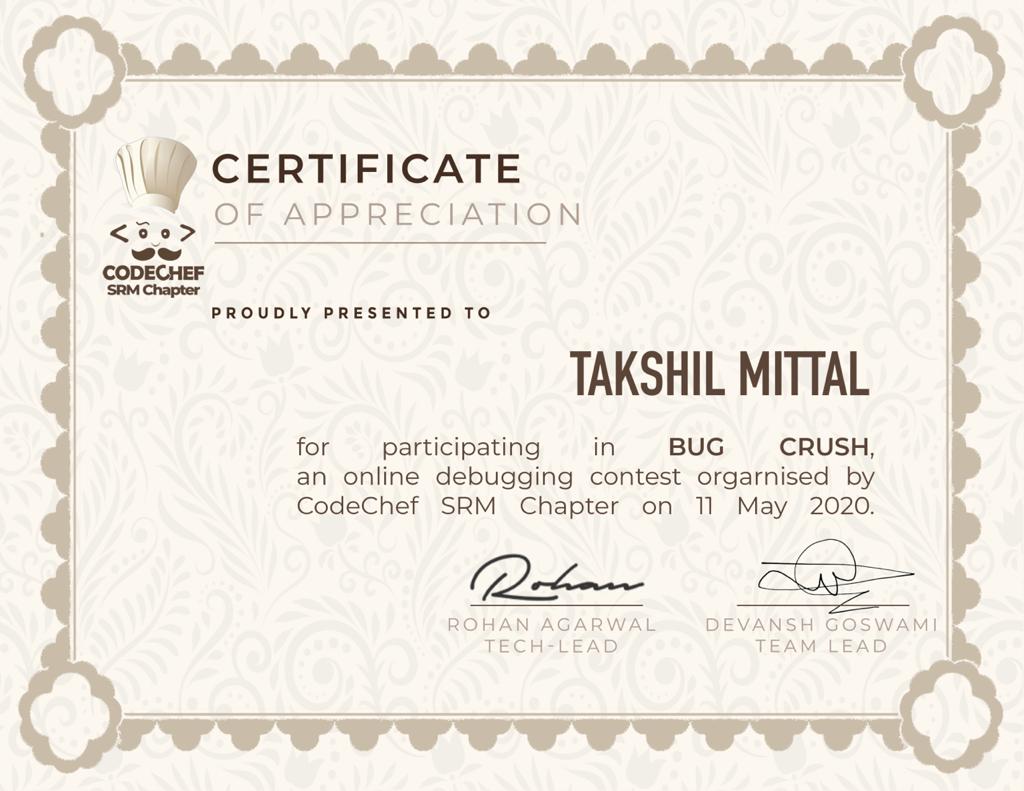 CERTIFICATE
OF APPRECIATION
CODECHEF
SRM Chapter
PROUDLY PRESENTED TO
TAKSHIL MITTAL
for participating in BUG CRUSH,
an online debugging contest orgarnised by
CodeChef SRM Chapter on 11 May 2020.
Rohan
ROHAN AGARWAL
TECH-LEAD
DEVANSH GOSWAMI
TEAM LEAD